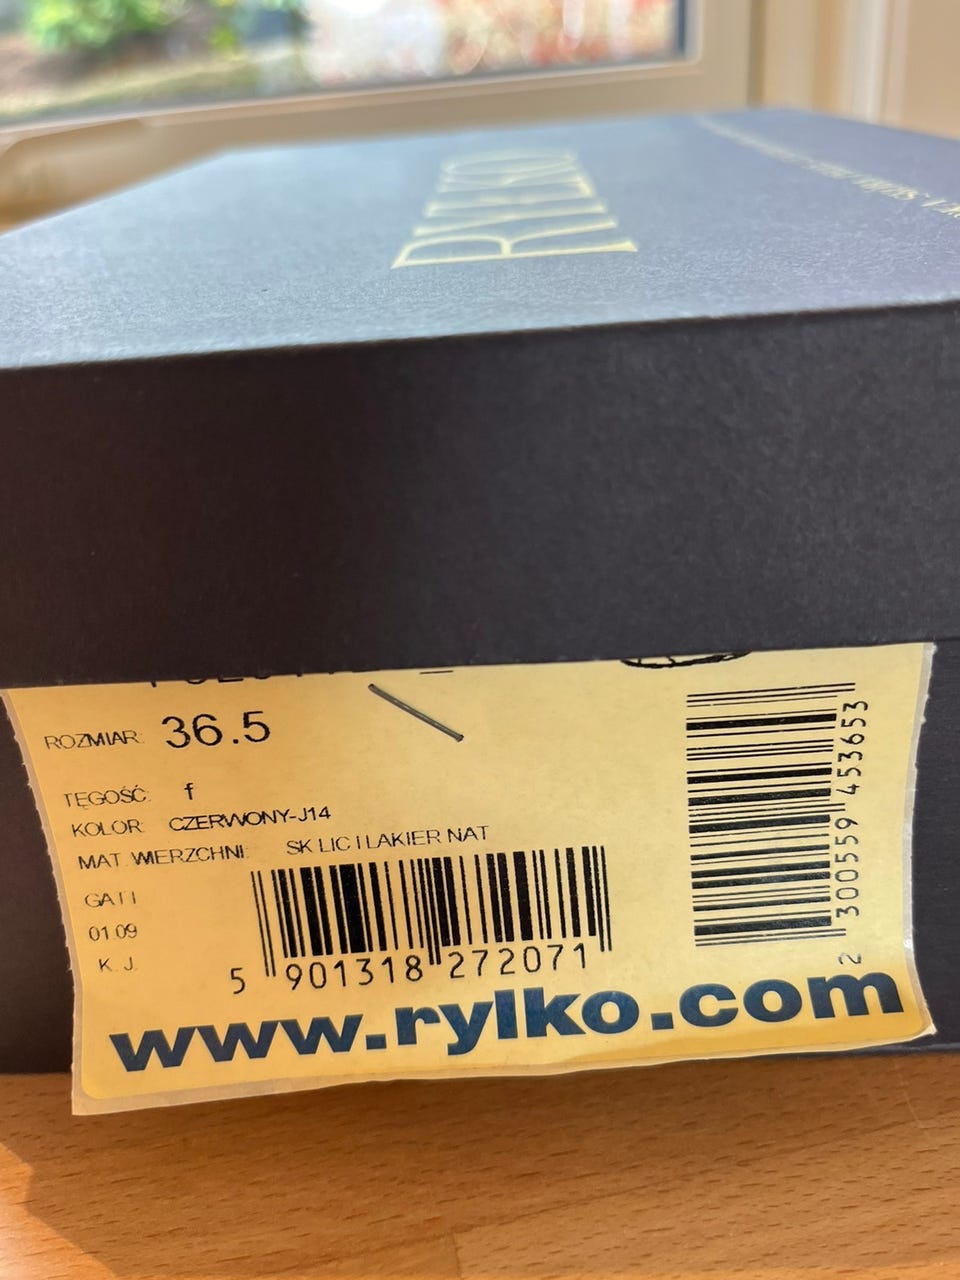 RYŁKO
ROZMIAR: 36.5
TĘGOŚĆ: f
KOLOR: CZERWONY-J14
MAT. WIERZCHNI: SK LIC I LAKIER NAT
GATI
01.09
K. J.
5 901318 272071
2 300559 453653
www.rylko.com